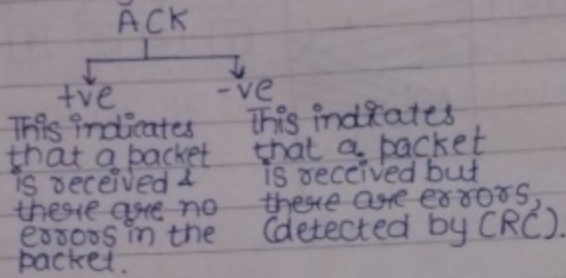 ACK
+ve
-ve
This indicates
that a packet
is received &
there are no
errors in the
packet.
This indicates
that a packet
is received but
there are errors,
(detected by CRC).